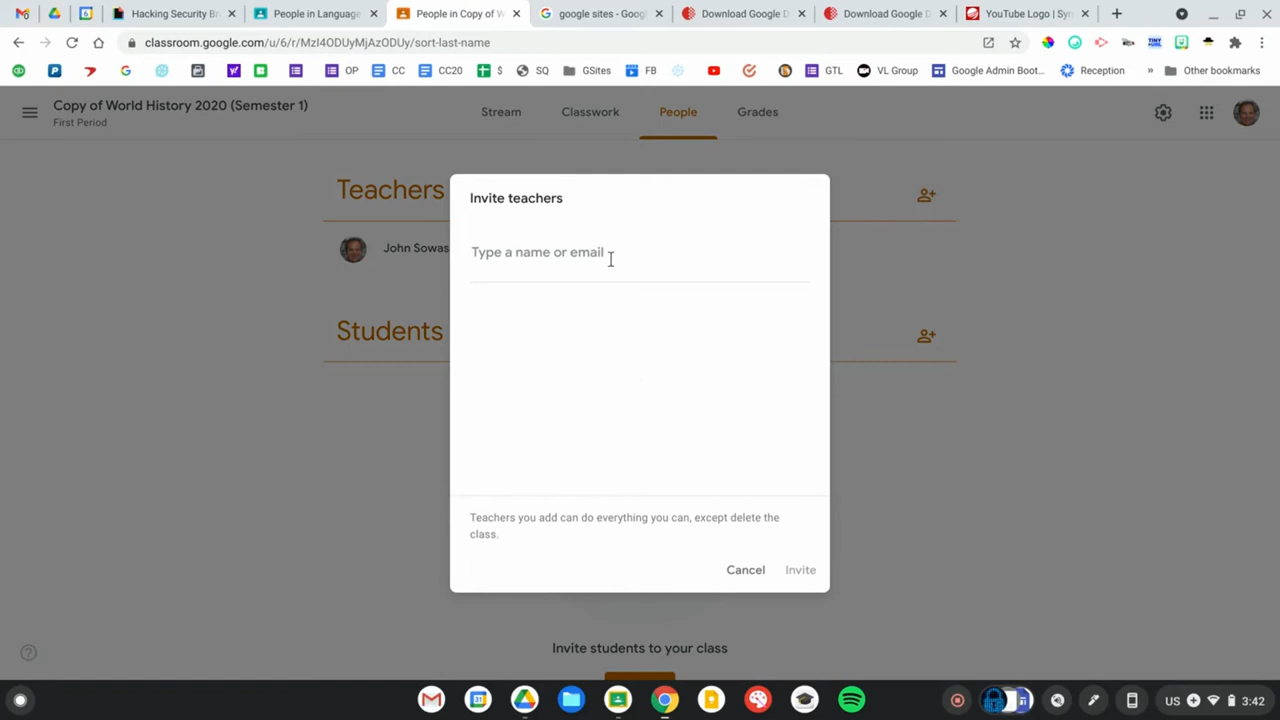 Hacking Security Br
People in Language
People in Copy of W
google sites - Goog
Download Google D
Download Google D
YouTube Logo | Syn
classroom.google.com/u/6/r/MzI4ODUyMjAzODUy/sort-last-name
OP
CC
CC20
$
SQ
GSites
FB
GTL
VL Group
Google Admin Boot...
Reception
»
Other bookmarks
Copy of World History 2020 (Semester 1)
First Period
Stream
Classwork
People
Grades
Teachers
John Sowas
Students
Invite teachers
Type a name or email
Teachers you add can do everything you can, except delete the
class.
Cancel
Invite
Invite students to your class
US
3:42